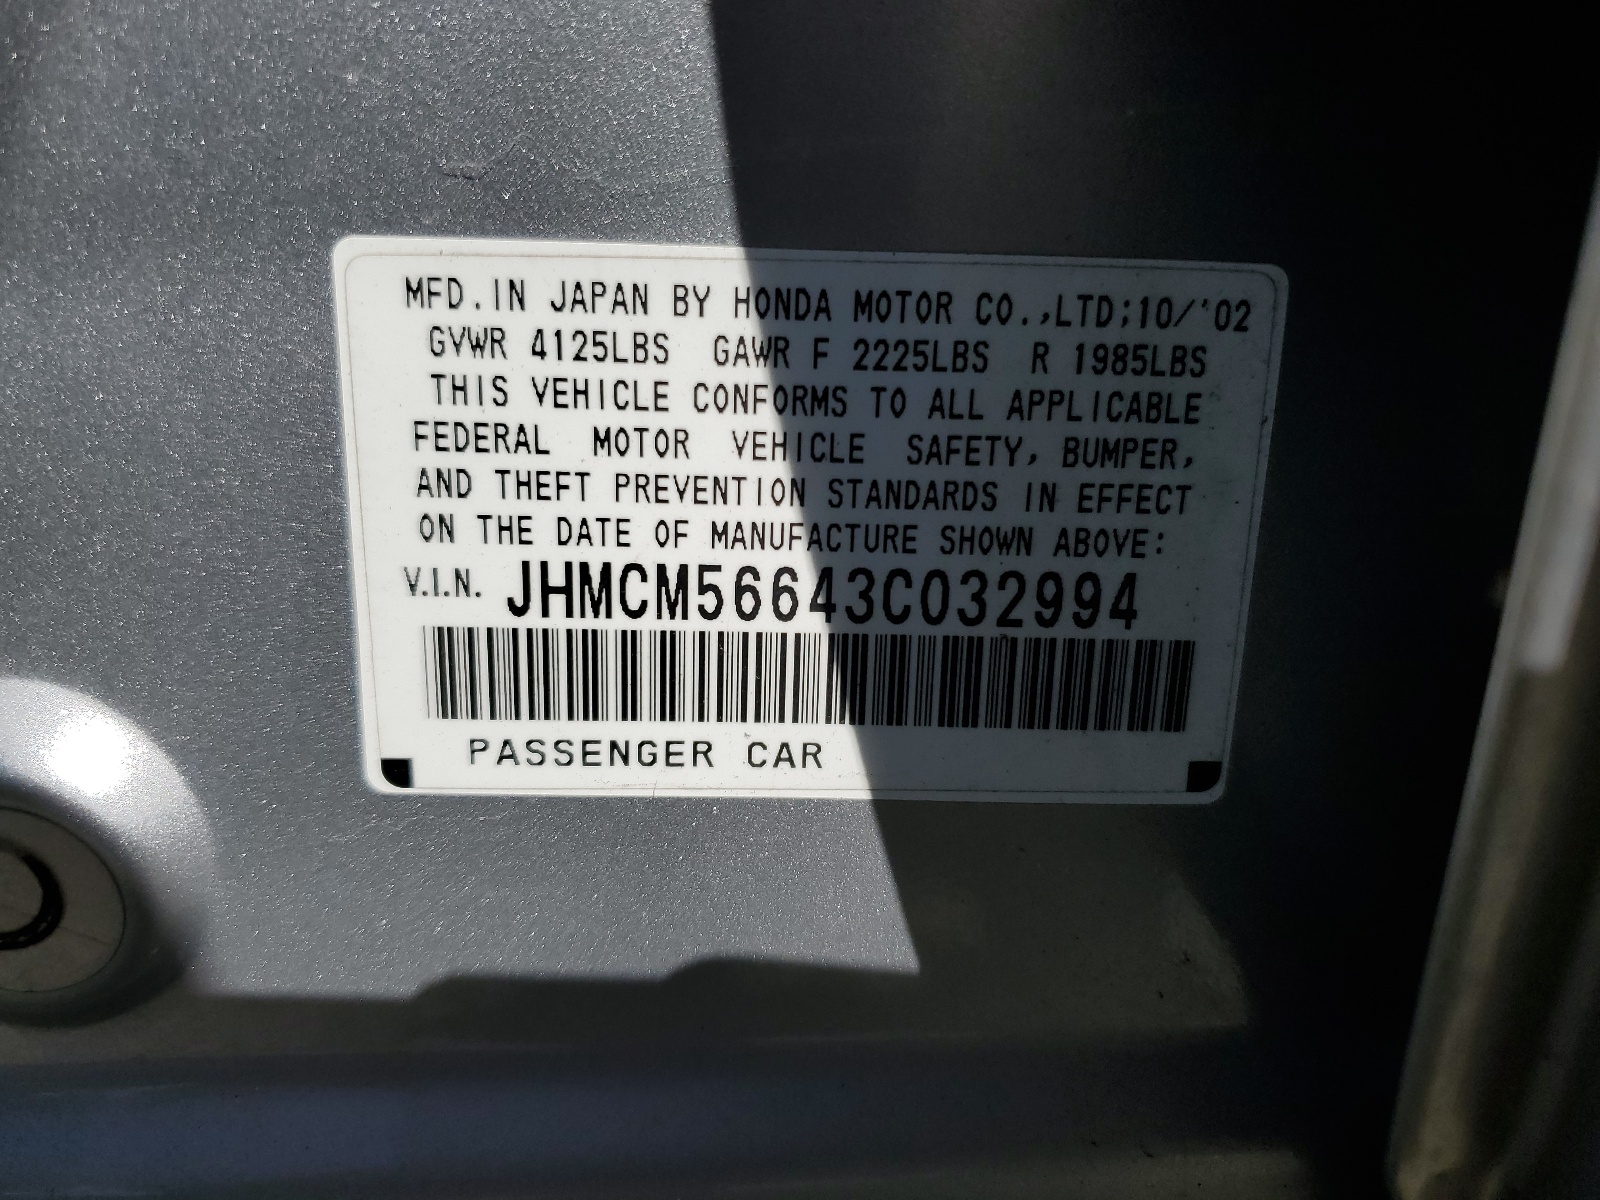 MFD.IN JAPAN BY HONDA MOTOR CO.,LTD;10/'02
GVWR 4125LBS GAWR F 2225LBS R 1985LBS
THIS VEHICLE CONFORMS TO ALL APPLICABLE
FEDERAL MOTOR VEHICLE SAFETY, BUMPER,
AND THEFT PREVENTION STANDARDS IN EFFECT
ON THE DATE OF MANUFACTURE SHOWN ABOVE:
V.I.N. JHMCM56643C032994
PASSENGER CAR